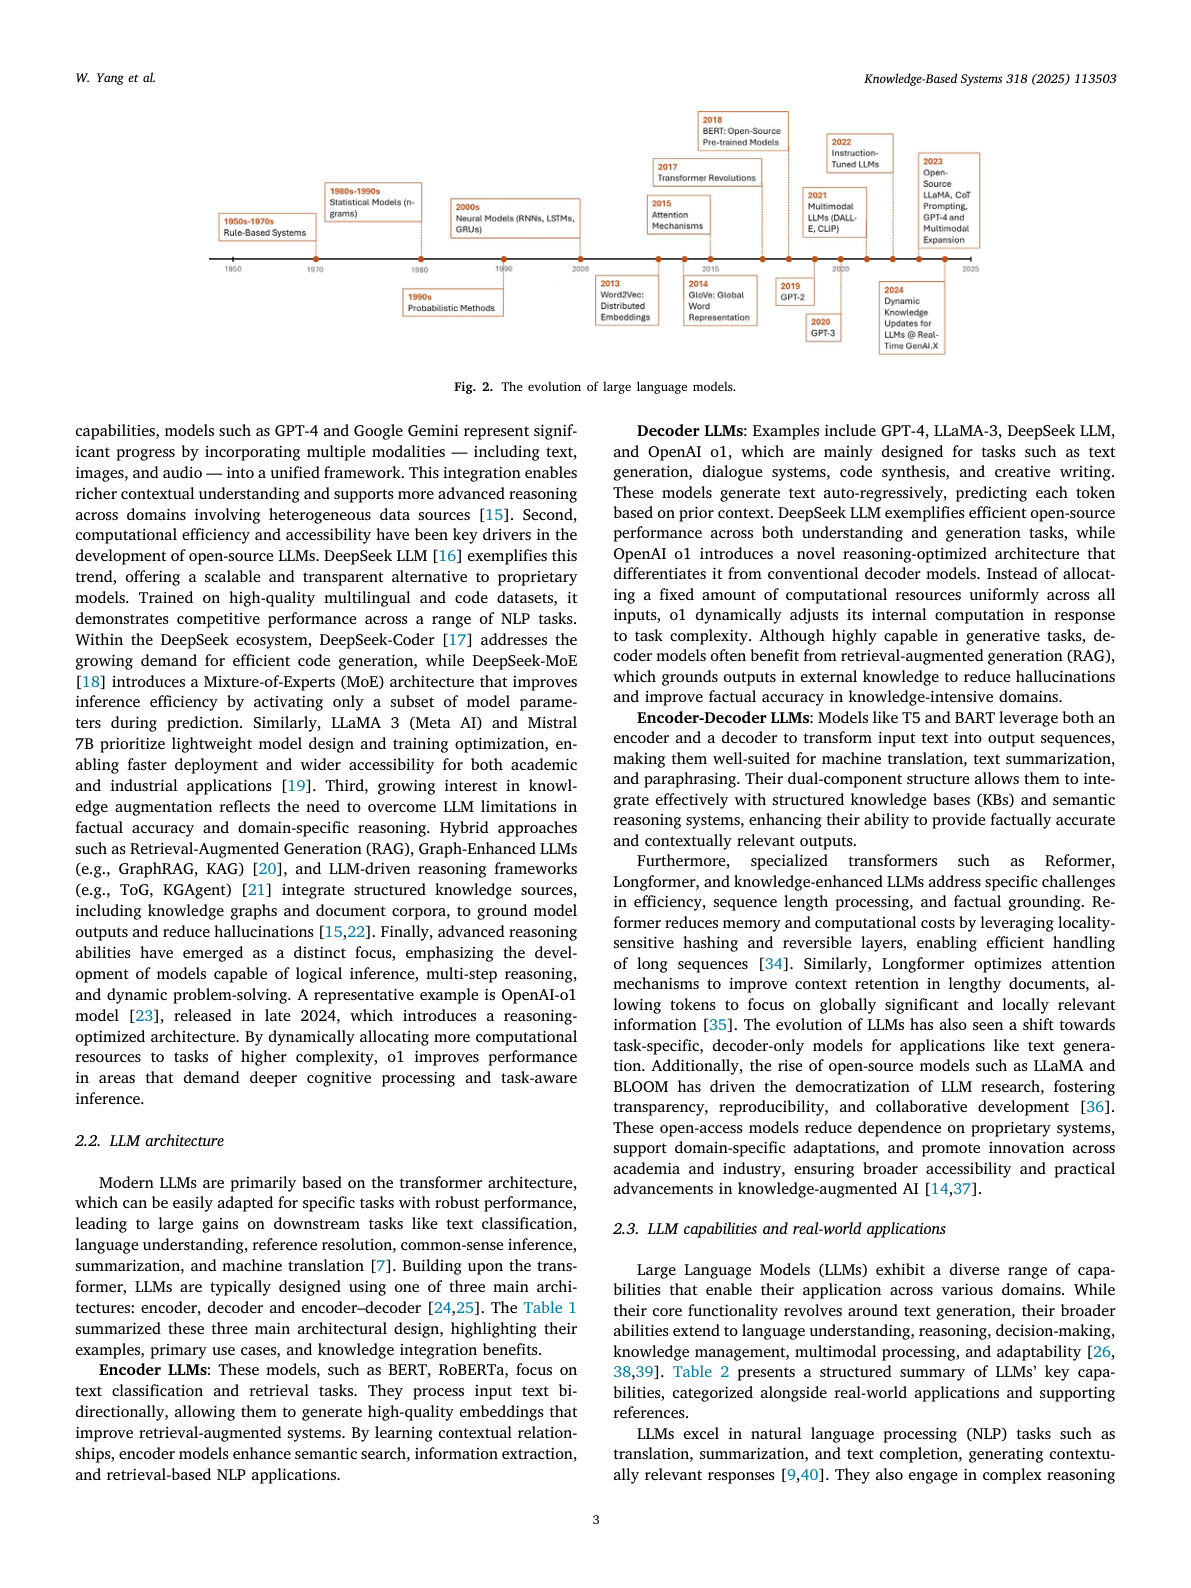 W. Yang et al.
Knowledge-Based Systems 318 (2025) 113503
2018
BERT: Open-Source
Pre-trained Models
2022
Instruction-
Tuned LLMs
2023
Open-
Source
LLaMA, CoT
Prompting,
GPT-4 and
Multimodal
Expansion
2017
Transformer Revolutions
1980s-1990s
Statistical Models (n-
grams)
2021
Multimodal
LLMs (DALL-
E, CLIP)
2015
Attention
Mechanisms
2000s
Neural Models (RNNs, LSTMs,
GRUs)
1950s-1970s
Rule-Based Systems
1950 1970 1980 1990 2000 2015 2020 2025
1990s
Probabilistic Methods
2013
Word2Vec:
Distributed
Embeddings
2014
GloVe: Global
Word
Representation
2019
GPT-2
2020
GPT-3
2024
Dynamic
Knowledge
Updates for
LLMs @ Real-
Time GenAI.X
Fig. 2. The evolution of large language models.
capabilities, models such as GPT-4 and Google Gemini represent signif-
icant progress by incorporating multiple modalities — including text,
images, and audio — into a unified framework. This integration enables
richer contextual understanding and supports more advanced reasoning
across domains involving heterogeneous data sources [15]. Second,
computational efficiency and accessibility have been key drivers in the
development of open-source LLMs. DeepSeek LLM [16] exemplifies this
trend, offering a scalable and transparent alternative to proprietary
models. Trained on high-quality multilingual and code datasets, it
demonstrates competitive performance across a range of NLP tasks.
Within the DeepSeek ecosystem, DeepSeek-Coder [17] addresses the
growing demand for efficient code generation, while DeepSeek-MoE
[18] introduces a Mixture-of-Experts (MoE) architecture that improves
inference efficiency by activating only a subset of model parame-
ters during prediction. Similarly, LLaMA 3 (Meta AI) and Mistral
7B prioritize lightweight model design and training optimization, en-
abling faster deployment and wider accessibility for both academic
and industrial applications [19]. Third, growing interest in knowl-
edge augmentation reflects the need to overcome LLM limitations in
factual accuracy and domain-specific reasoning. Hybrid approaches
such as Retrieval-Augmented Generation (RAG), Graph-Enhanced LLMs
(e.g., GraphRAG, KAG) [20], and LLM-driven reasoning frameworks
(e.g., ToG, KGAgent) [21] integrate structured knowledge sources,
including knowledge graphs and document corpora, to ground model
outputs and reduce hallucinations [15,22]. Finally, advanced reasoning
abilities have emerged as a distinct focus, emphasizing the devel-
opment of models capable of logical inference, multi-step reasoning,
and dynamic problem-solving. A representative example is OpenAI-o1
model [23], released in late 2024, which introduces a reasoning-
optimized architecture. By dynamically allocating more computational
resources to tasks of higher complexity, o1 improves performance
in areas that demand deeper cognitive processing and task-aware
inference.
2.2. LLM architecture
Modern LLMs are primarily based on the transformer architecture,
which can be easily adapted for specific tasks with robust performance,
leading to large gains on downstream tasks like text classification,
language understanding, reference resolution, common-sense inference,
summarization, and machine translation [7]. Building upon the trans-
former, LLMs are typically designed using one of three main archi-
tectures: encoder, decoder and encoder–decoder [24,25]. The Table 1
summarized these three main architectural design, highlighting their
examples, primary use cases, and knowledge integration benefits.
Encoder LLMs: These models, such as BERT, RoBERTa, focus on
text classification and retrieval tasks. They process input text bi-
directionally, allowing them to generate high-quality embeddings that
improve retrieval-augmented systems. By learning contextual relation-
ships, encoder models enhance semantic search, information extraction,
and retrieval-based NLP applications.
Decoder LLMs: Examples include GPT-4, LLaMA-3, DeepSeek LLM,
and OpenAI o1, which are mainly designed for tasks such as text
generation, dialogue systems, code synthesis, and creative writing.
These models generate text auto-regressively, predicting each token
based on prior context. DeepSeek LLM exemplifies efficient open-source
performance across both understanding and generation tasks, while
OpenAI o1 introduces a novel reasoning-optimized architecture that
differentiates it from conventional decoder models. Instead of allocat-
ing a fixed amount of computational resources uniformly across all
inputs, o1 dynamically adjusts its internal computation in response
to task complexity. Although highly capable in generative tasks, de-
coder models often benefit from retrieval-augmented generation (RAG),
which grounds outputs in external knowledge to reduce hallucinations
and improve factual accuracy in knowledge-intensive domains.
Encoder-Decoder LLMs: Models like T5 and BART leverage both an
encoder and a decoder to transform input text into output sequences,
making them well-suited for machine translation, text summarization,
and paraphrasing. Their dual-component structure allows them to inte-
grate effectively with structured knowledge bases (KBs) and semantic
reasoning systems, enhancing their ability to provide factually accurate
and contextually relevant outputs.
Furthermore, specialized transformers such as Reformer,
Longformer, and knowledge-enhanced LLMs address specific challenges
in efficiency, sequence length processing, and factual grounding. Re-
former reduces memory and computational costs by leveraging locality-
sensitive hashing and reversible layers, enabling efficient handling
of long sequences [34]. Similarly, Longformer optimizes attention
mechanisms to improve context retention in lengthy documents, al-
lowing tokens to focus on globally significant and locally relevant
information [35]. The evolution of LLMs has also seen a shift towards
task-specific, decoder-only models for applications like text genera-
tion. Additionally, the rise of open-source models such as LLaMA and
BLOOM has driven the democratization of LLM research, fostering
transparency, reproducibility, and collaborative development [36].
These open-access models reduce dependence on proprietary systems,
support domain-specific adaptations, and promote innovation across
academia and industry, ensuring broader accessibility and practical
advancements in knowledge-augmented AI [14,37].
2.3. LLM capabilities and real-world applications
Large Language Models (LLMs) exhibit a diverse range of capa-
bilities that enable their application across various domains. While
their core functionality revolves around text generation, their broader
abilities extend to language understanding, reasoning, decision-making,
knowledge management, multimodal processing, and adaptability [26,
38,39]. Table 2 presents a structured summary of LLMs' key capa-
bilities, categorized alongside real-world applications and supporting
references.
LLMs excel in natural language processing (NLP) tasks such as
translation, summarization, and text completion, generating contextu-
ally relevant responses [9,40]. They also engage in complex reasoning
3